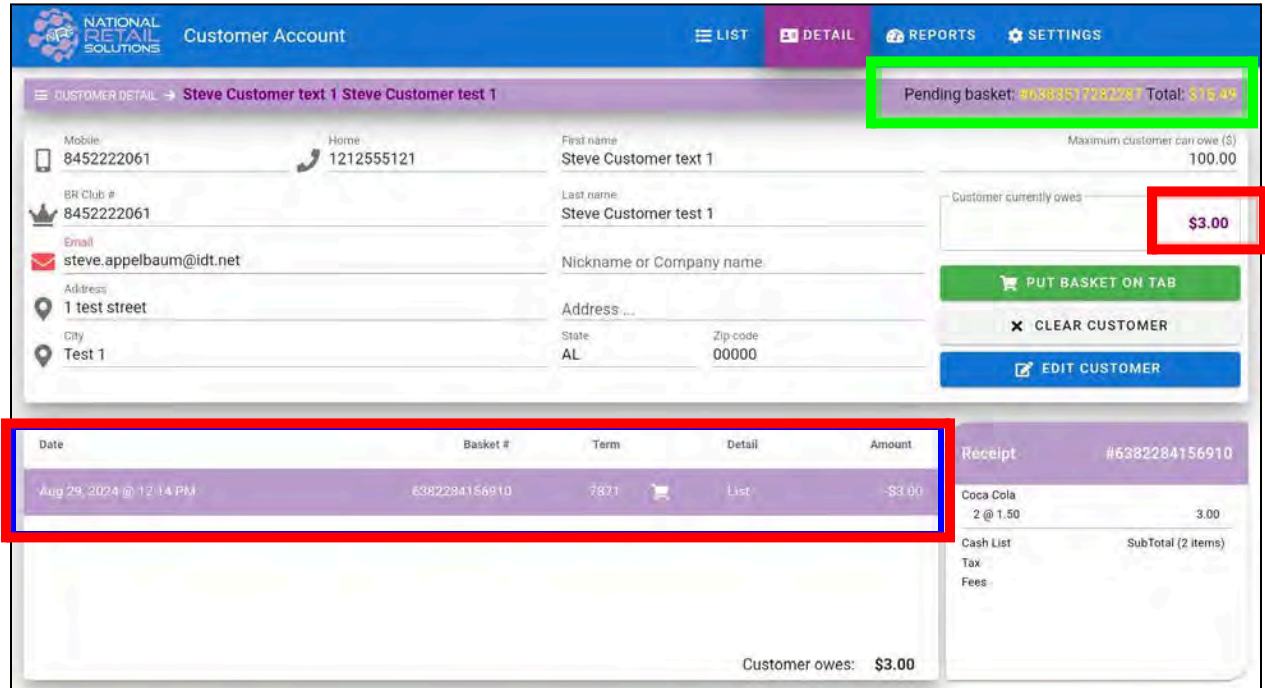 NATIONAL
RETAIL
SOLUTIONS
Customer Account
LIST DETAIL REPORTS SETTINGS
CUSTOMER DETAIL → Steve Customer text 1 Steve Customer test 1
Pending basket: #6383517282287 Total: $15.49
Mobile Home First name Maximum customer can owe ($)
8452222061 1212555121 Steve Customer text 1 100.00
BR Club # Last name Customer currently owes
8452222061 Steve Customer test 1 $3.00
Email
steve.appelbaum@idt.net Nickname or Company name
PUT BASKET ON TAB
Address
1 test street Address ...
CLEAR CUSTOMER
City State Zip code
Test 1 AL 00000
EDIT CUSTOMER
Date Basket # Term Detail Amount
Aug 29, 2024 @ 12:14 PM 6382284156910 7871 List -$3.00
Customer owes: $3.00
Receipt #6382284156910
Coca Cola
2 @ 1.50 3.00
Cash List SubTotal (2 items)
Tax
Fees